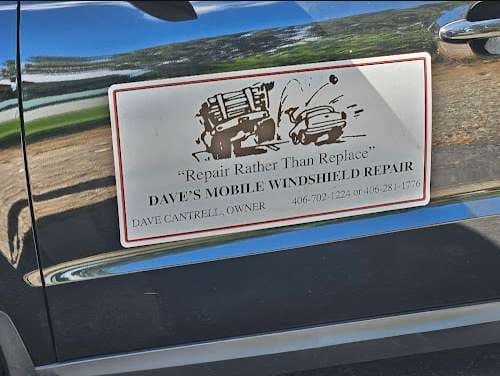 "Repair Rather Than Replace"
DAVE'S MOBILE WINDSHIELD REPAIR
DAVE CANTRELL, OWNER 406-702-1224 or 406-281-1776